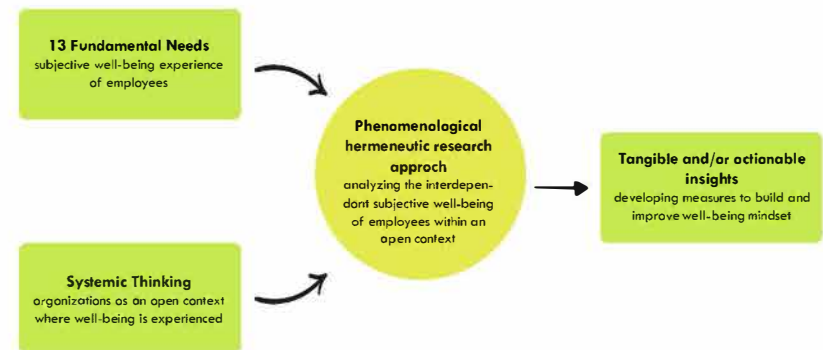 13 Fundamental Needs
subjective well-being experience
of employees
Phenomenological
hermeneutic research
approch
analyzing the interdepen-
dont subjective well-being
of employees within an
open context
Tangible and/or actionable
insights
developing measures to build and
improve well-being mindset
Systemic Thinking
organizations as an open context
where well-being is experienced